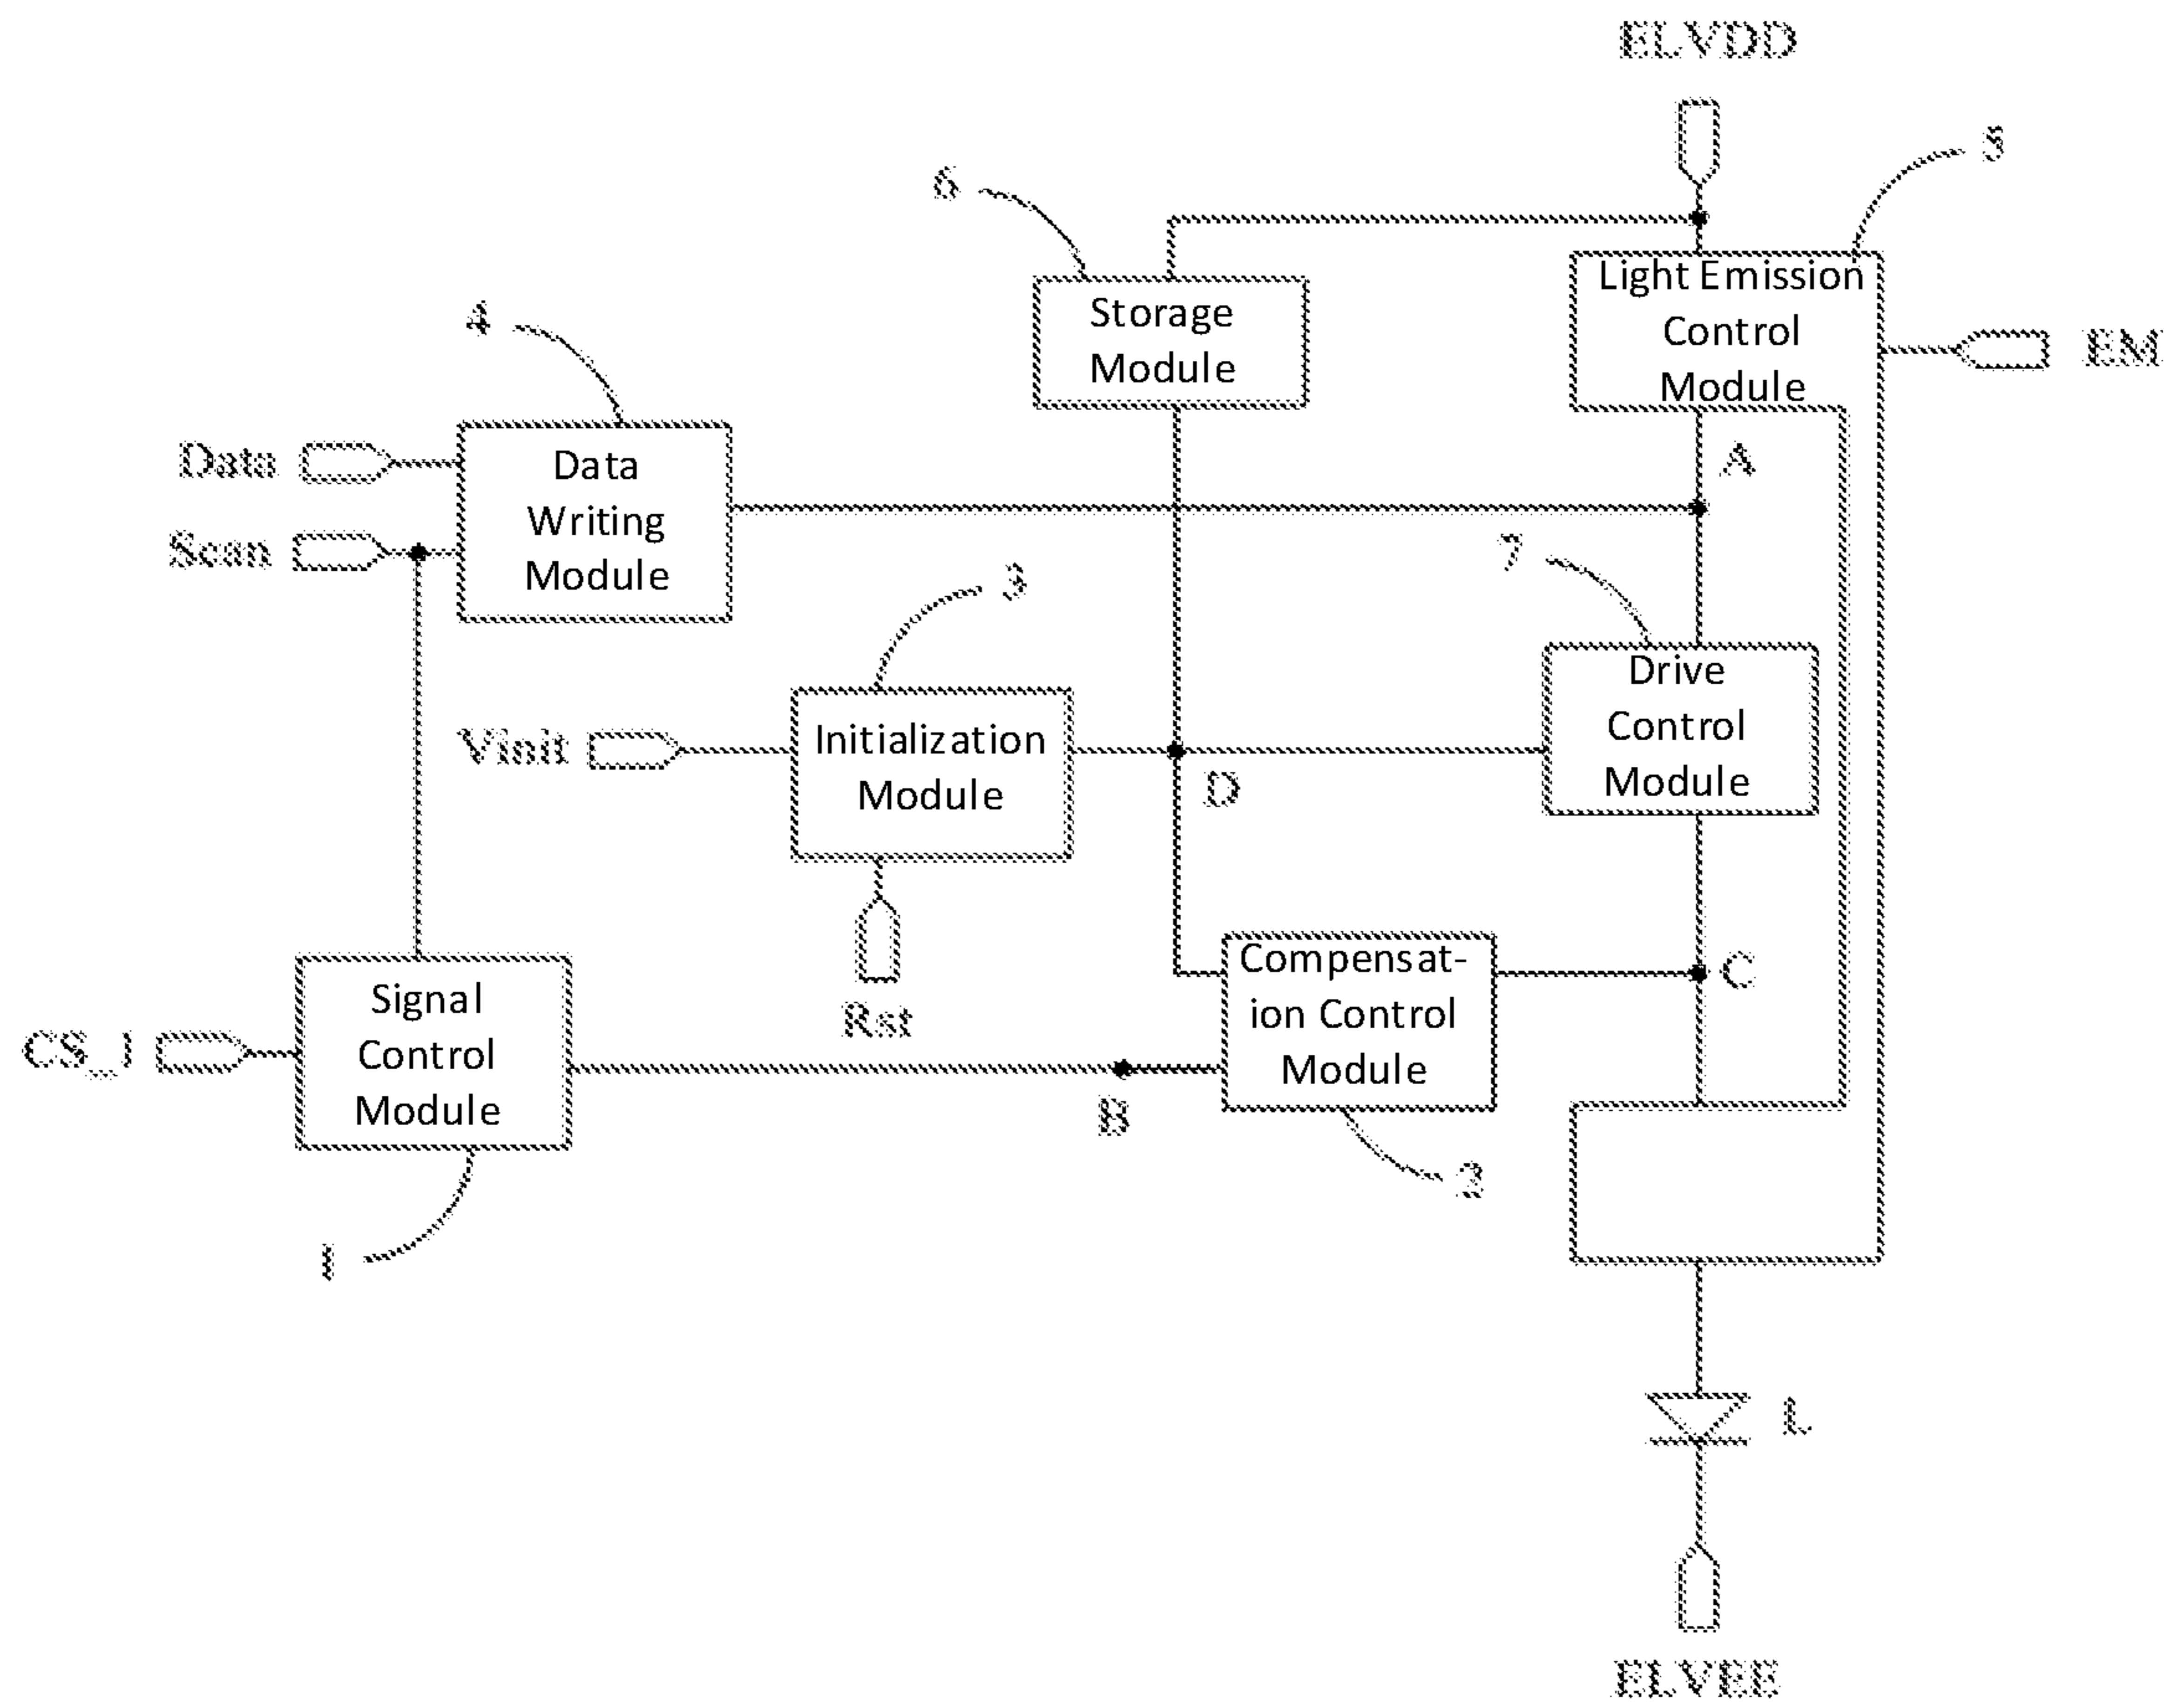 ELVDD
5
6
Light Emission
Control
Module
EM
Storage
Module
4
Data
Scan
Data
Writing
Module
A
7
3
Drive
Control
Module
Vinit
Initialization
Module
D
Rst
Compensat-
ion Control
Module
C
CS_J
Signal
Control
Module
B
2
1
L
ELVEE